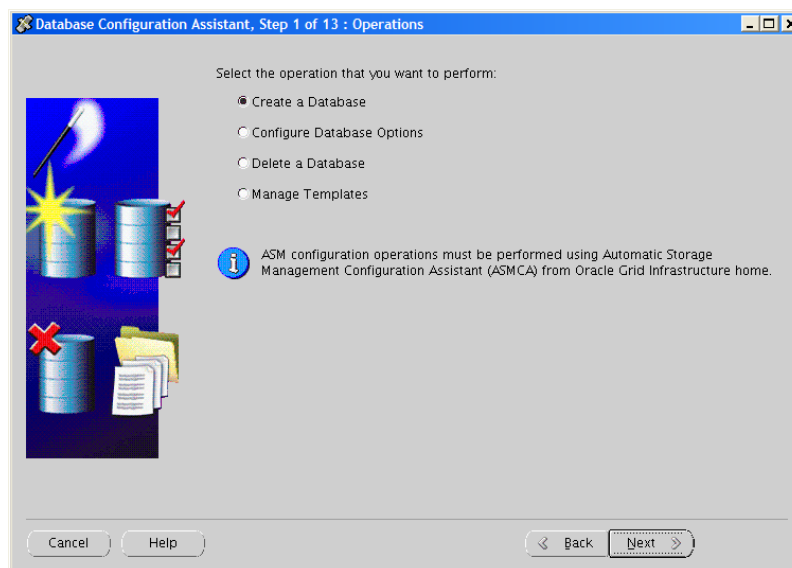 Database Configuration Assistant, Step 1 of 13 : Operations
Select the operation that you want to perform:
Create a Database
Configure Database Options
Delete a Database
Manage Templates
ASM configuration operations must be performed using Automatic Storage
Management Configuration Assistant (ASMCA) from Oracle Grid Infrastructure home.
Cancel
Help
Back
Next